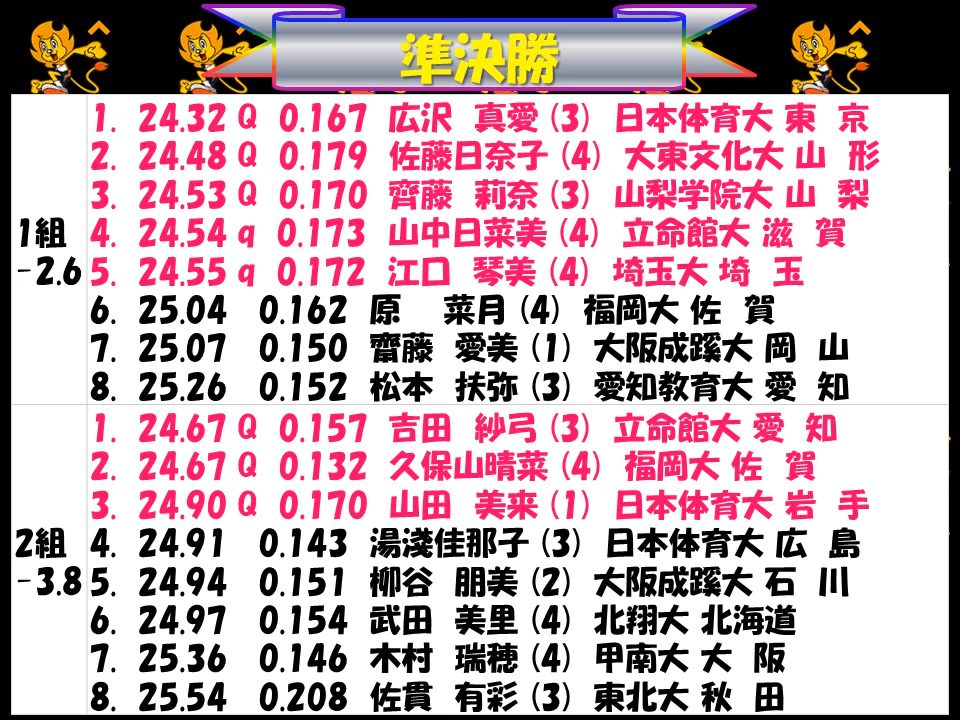 準決勝
1組
-2.6
1. 24.32 Q 0.167 広沢 真愛 (3) 日本体育大 東 京
2. 24.48 Q 0.179 佐藤日奈子 (4) 大東文化大 山 形
3. 24.53 Q 0.170 齊藤 莉奈 (3) 山梨学院大 山 梨
4. 24.54 q 0.173 山中日菜美 (4) 立命館大 滋 賀
5. 24.55 q 0.172 江口 琴美 (4) 埼玉大 埼 玉
6. 25.04 0.162 原 菜月 (4) 福岡大 佐 賀
7. 25.07 0.150 齋藤 愛美 (1) 大阪成蹊大 岡 山
8. 25.26 0.152 松本 扶弥 (3) 愛知教育大 愛 知
2組
-3.8
1. 24.67 Q 0.157 吉田 紗弓 (3) 立命館大 愛 知
2. 24.67 Q 0.132 久保山晴菜 (4) 福岡大 佐 賀
3. 24.90 Q 0.170 山田 美来 (1) 日本体育大 岩 手
4. 24.91 0.143 湯淺佳那子 (3) 日本体育大 広 島
5. 24.94 0.151 柳谷 朋美 (2) 大阪成蹊大 石 川
6. 24.97 0.154 武田 美里 (4) 北翔大 北海道
7. 25.36 0.146 木村 瑞穂 (4) 甲南大 大 阪
8. 25.54 0.208 佐貫 有彩 (3) 東北大 秋 田